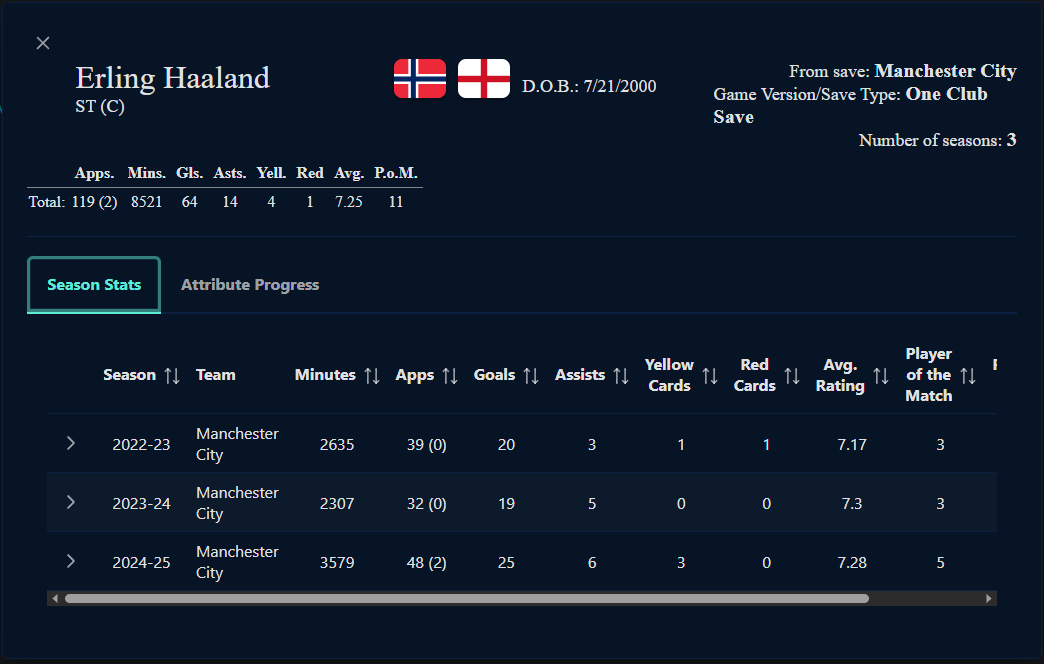 Erling Haaland
ST (C)
D.O.B.: 7/21/2000
From save: Manchester City
Game Version/Save Type: One Club
Save
Number of seasons: 3
Apps. Mins. Gls. Asts. Yell. Red Avg. P.o.M.
Total: 119 (2) 8521 64 14 4 1 7.25 11
Season Stats Attribute Progress
Season Team Minutes Apps Goals Assists Yellow Cards Red Cards Avg. Rating Player of the Match
2022-23 Manchester City 2635 39 (0) 20 3 1 1 7.17 3
2023-24 Manchester City 2307 32 (0) 19 5 0 0 7.3 3
2024-25 Manchester City 3579 48 (2) 25 6 3 0 7.28 5